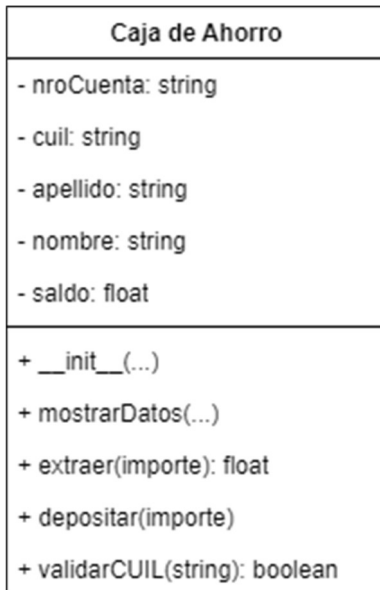 Caja de Ahorro
- nroCuenta: string
- cuil: string
- apellido: string
- nombre: string
- saldo: float
+ __init__(...)
+ mostrarDatos(...)
+ extraer(importe): float
+ depositar(importe)
+ validarCUIL(string): boolean